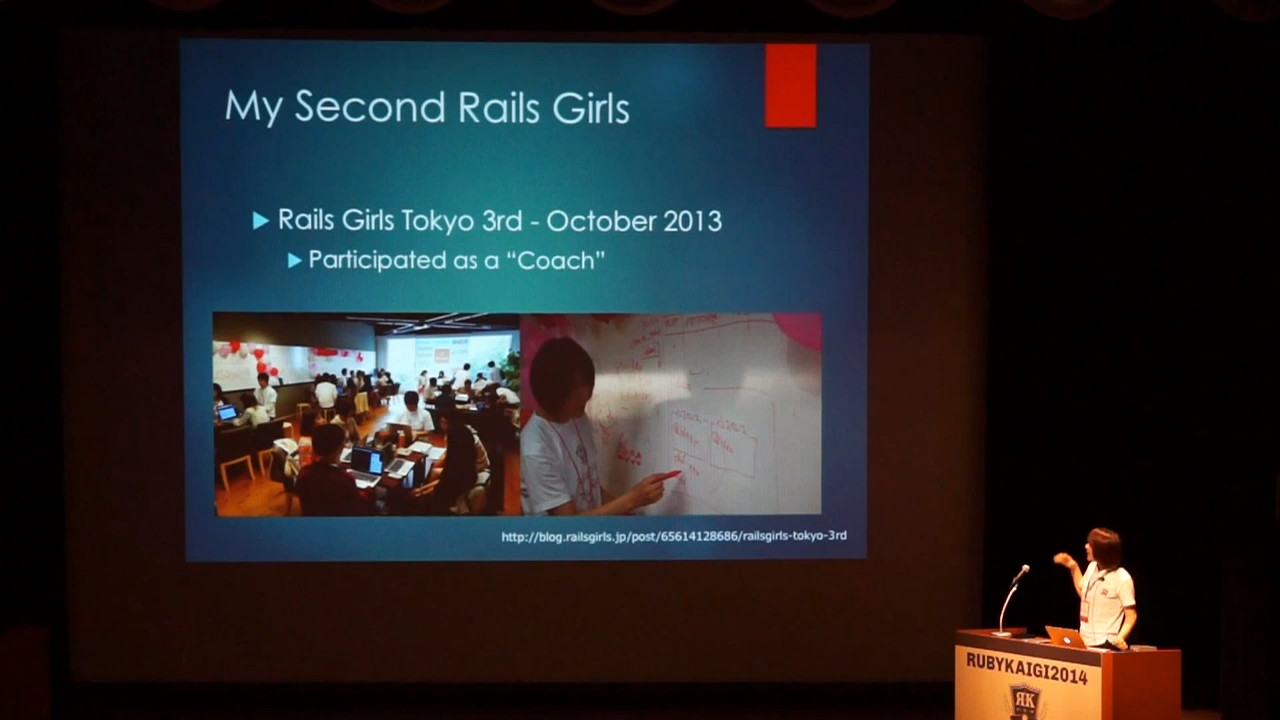 My Second Rails Girls
Rails Girls Tokyo 3rd - October 2013
Participated as a “Coach”
http://blog.railsgirls.jp/post/65614128686/railsgirls-tokyo-3rd
RUBYKAIGI2014
RK